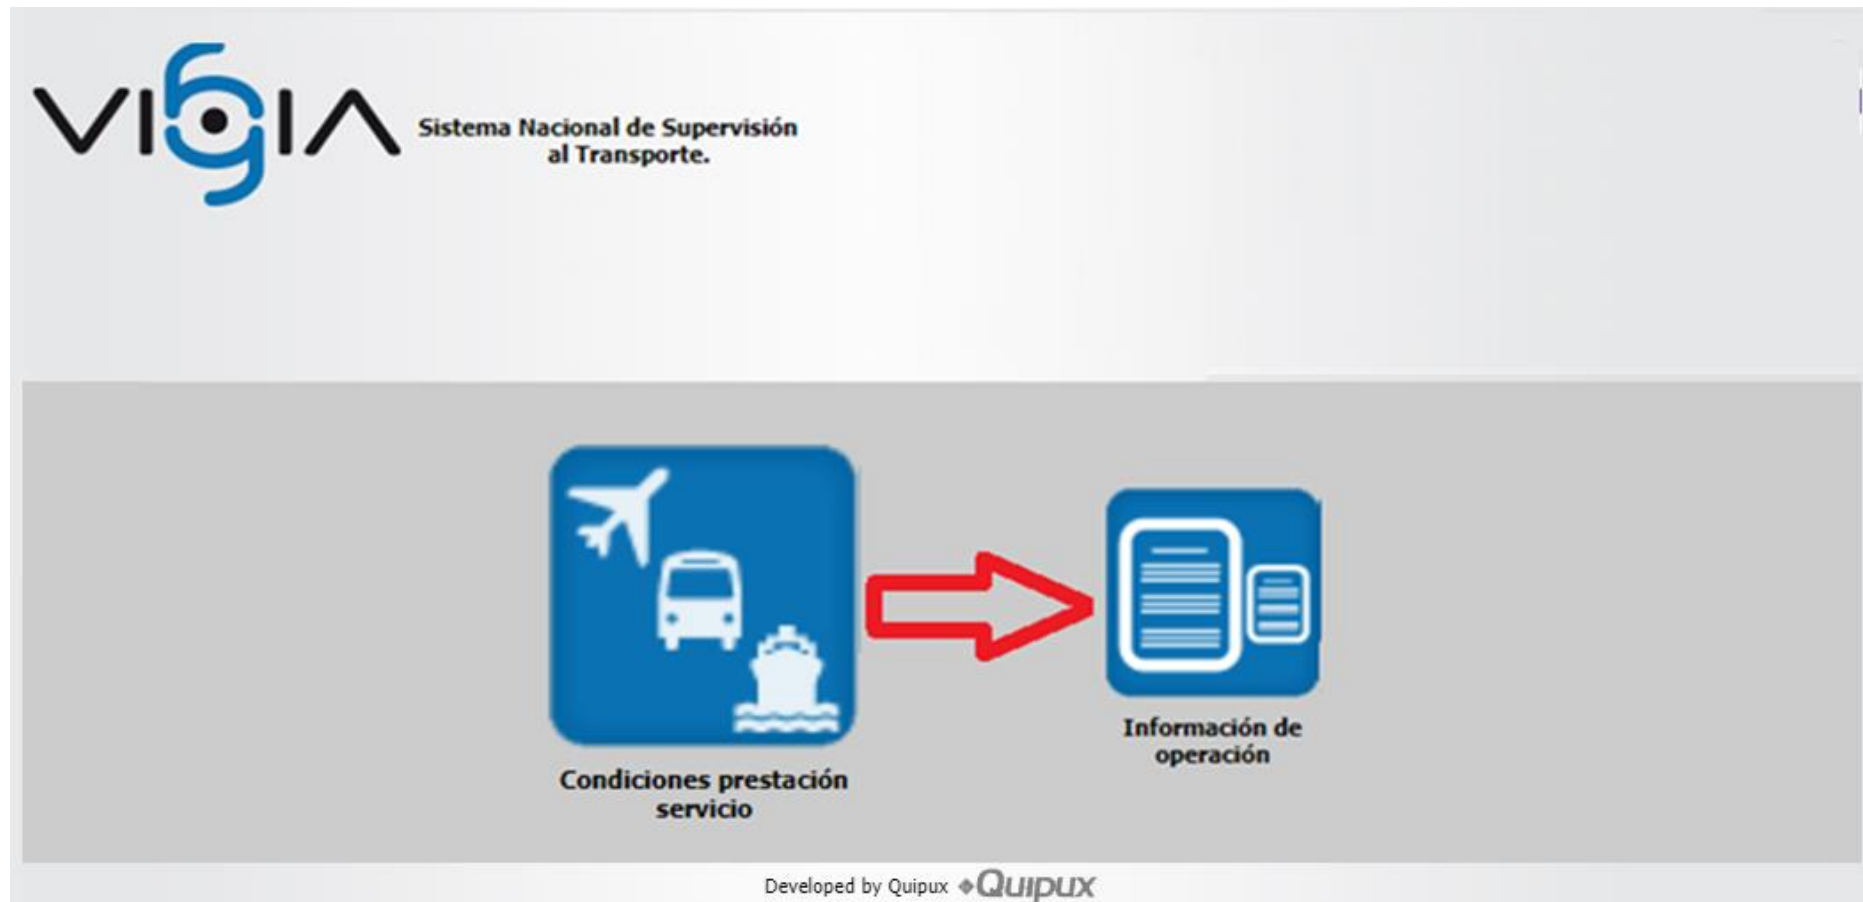 VIGIA
Sistema Nacional de Supervisión
al Transporte.
Condiciones prestación
servicio
Información de
operación
Developed by Quipux Quipux